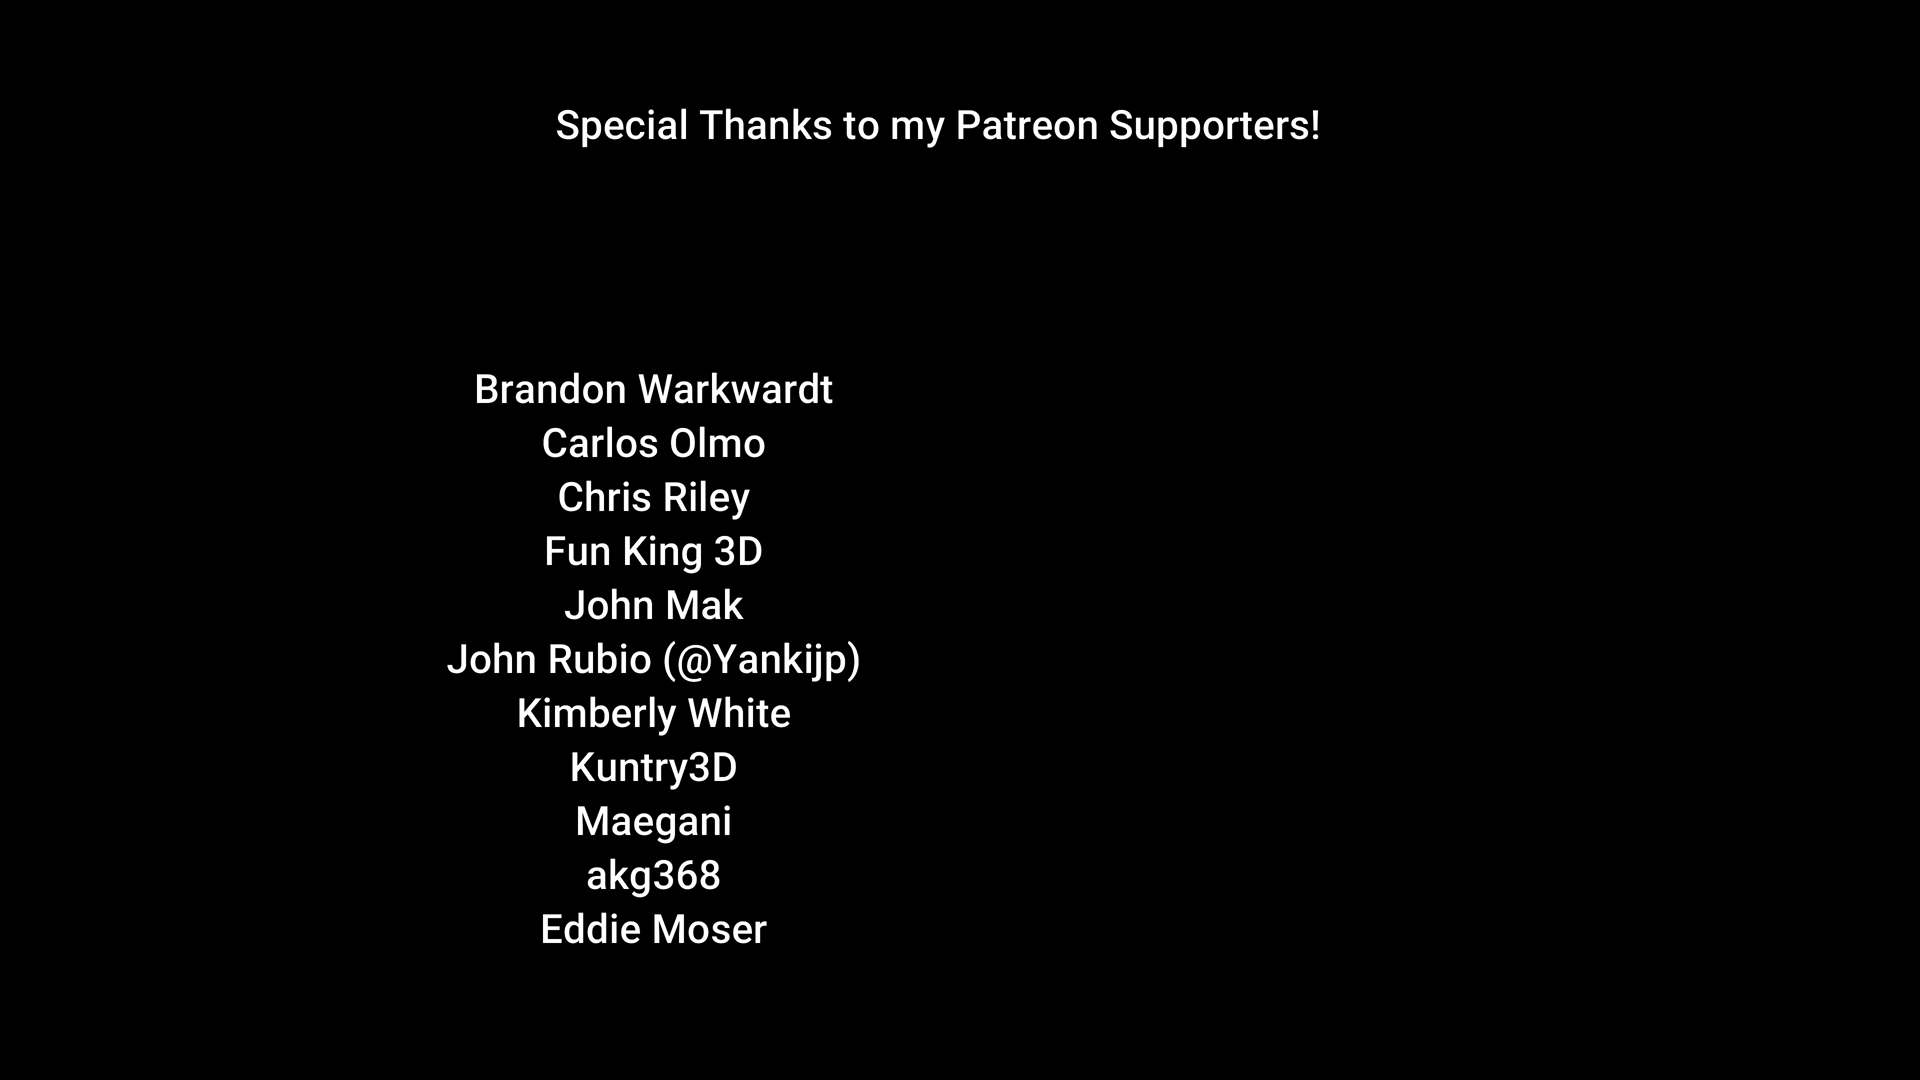 Special Thanks to my Patreon Supporters!
Brandon Warkwardt
Carlos Olmo
Chris Riley
Fun King 3D
John Mak
John Rubio (@Yankijp)
Kimberly White
Kuntry3D
Maegani
akg368
Eddie Moser